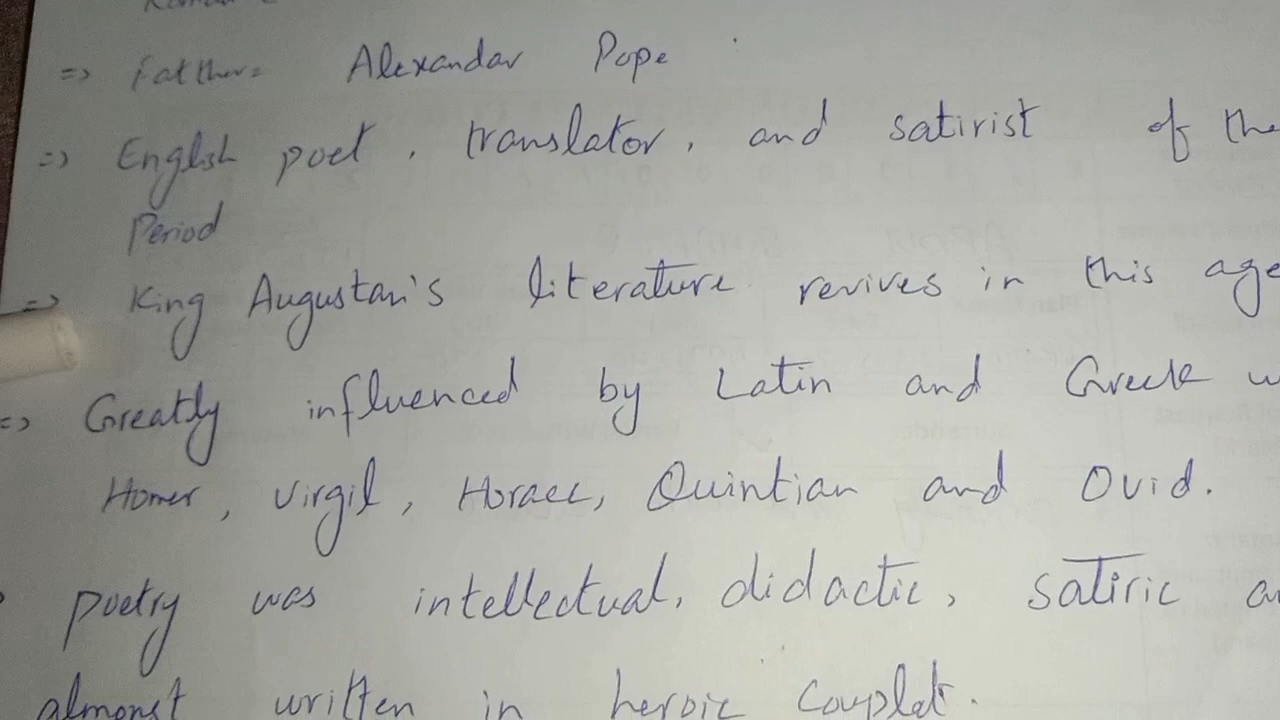 => Father= Alexandar Pope
=> Englsh poet, translator, and satirist of the
Period
=> King Augustan's literature revives in this age
=> Greatly influenced by Latin and Greek
Homer, Virgil, Horace, Quintian and Ovid.
poetry was intellectual, didactic, satiric
almonst written in heroic Couplet.